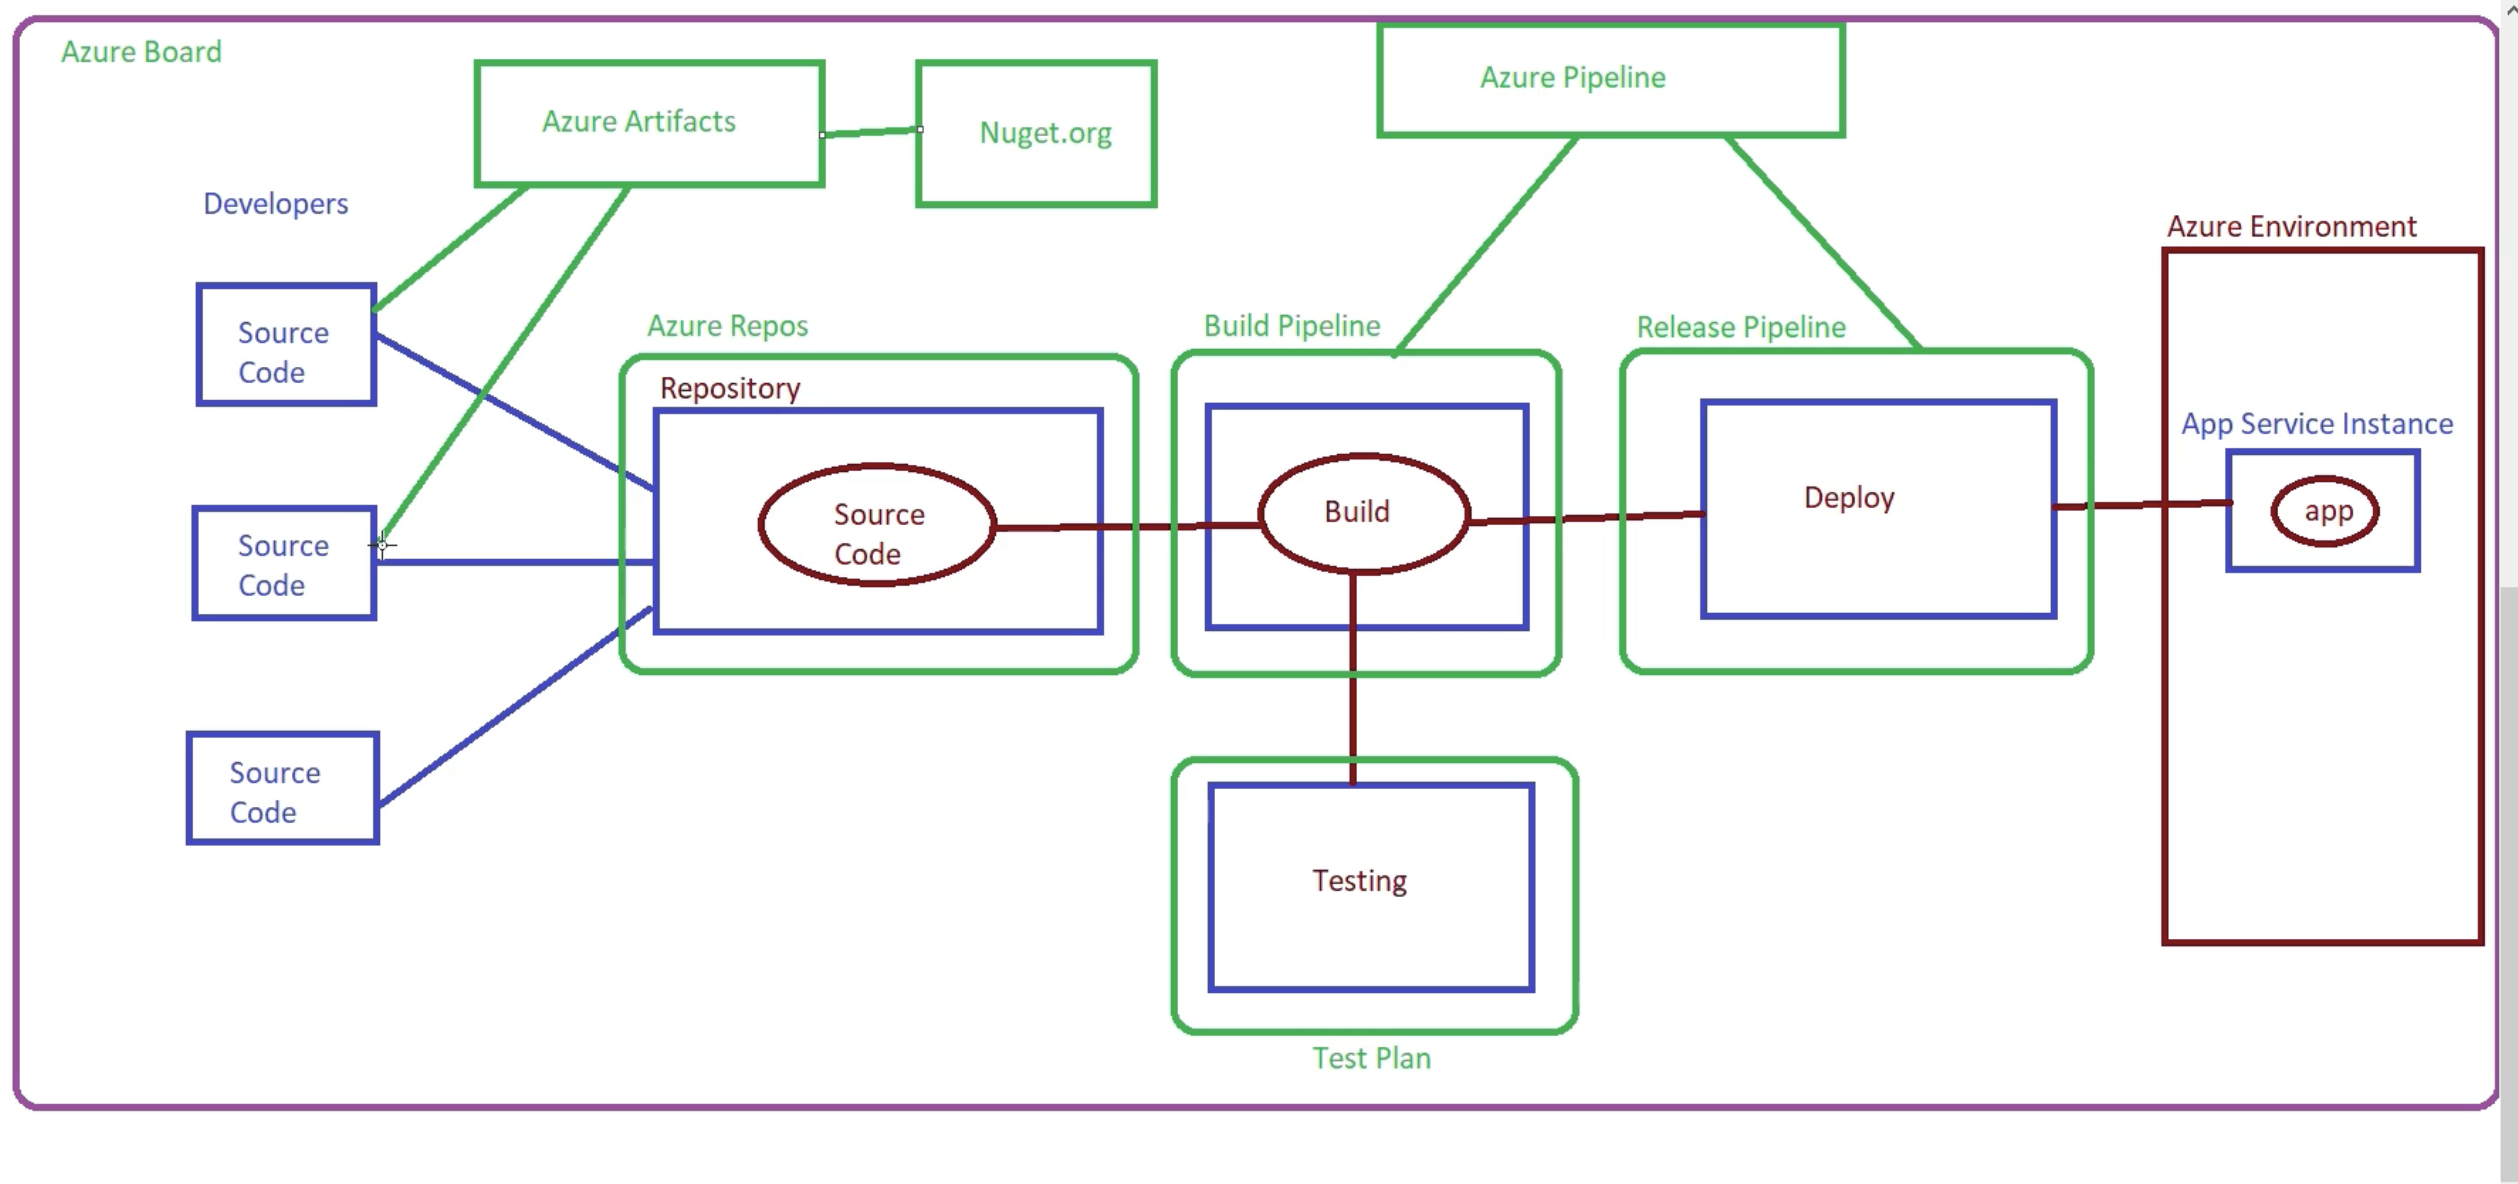 Azure Board
Azure Artifacts
Nuget.org
Azure Pipeline
Developers
Azure Environment
Source
Code
Azure Repos
Build Pipeline
Release Pipeline
Repository
App Service Instance
Source
Code
Build
Deploy
app
Source
Code
Source
Code
Testing
Test Plan